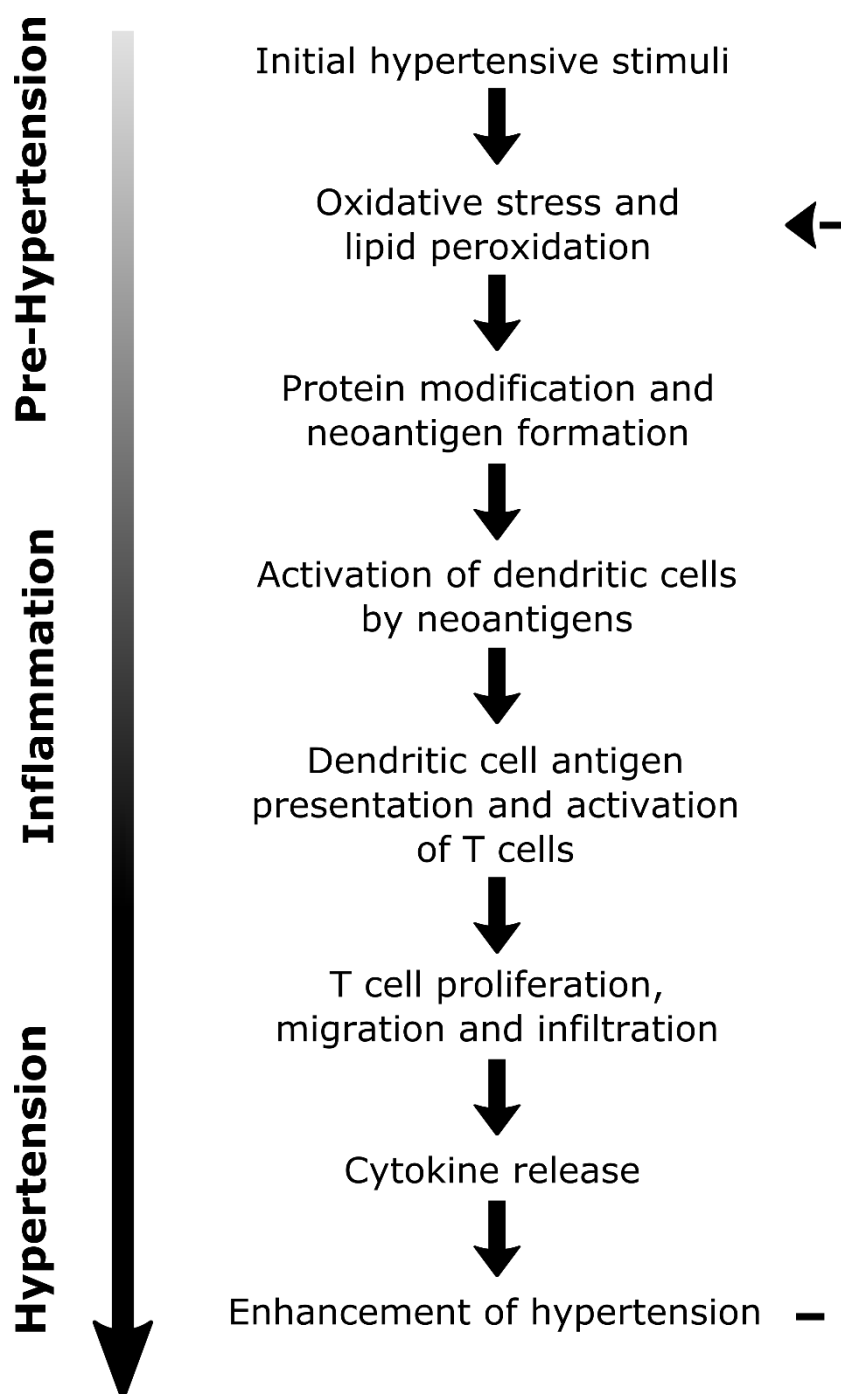 Pre-Hypertension
Inflammation
Hypertension
Initial hypertensive stimuli
Oxidative stress and
lipid peroxidation
Protein modification and
neoantigen formation
Activation of dendritic cells
by neoantigens
Dendritic cell antigen
presentation and activation
of T cells
T cell proliferation,
migration and infiltration
Cytokine release
Enhancement of hypertension